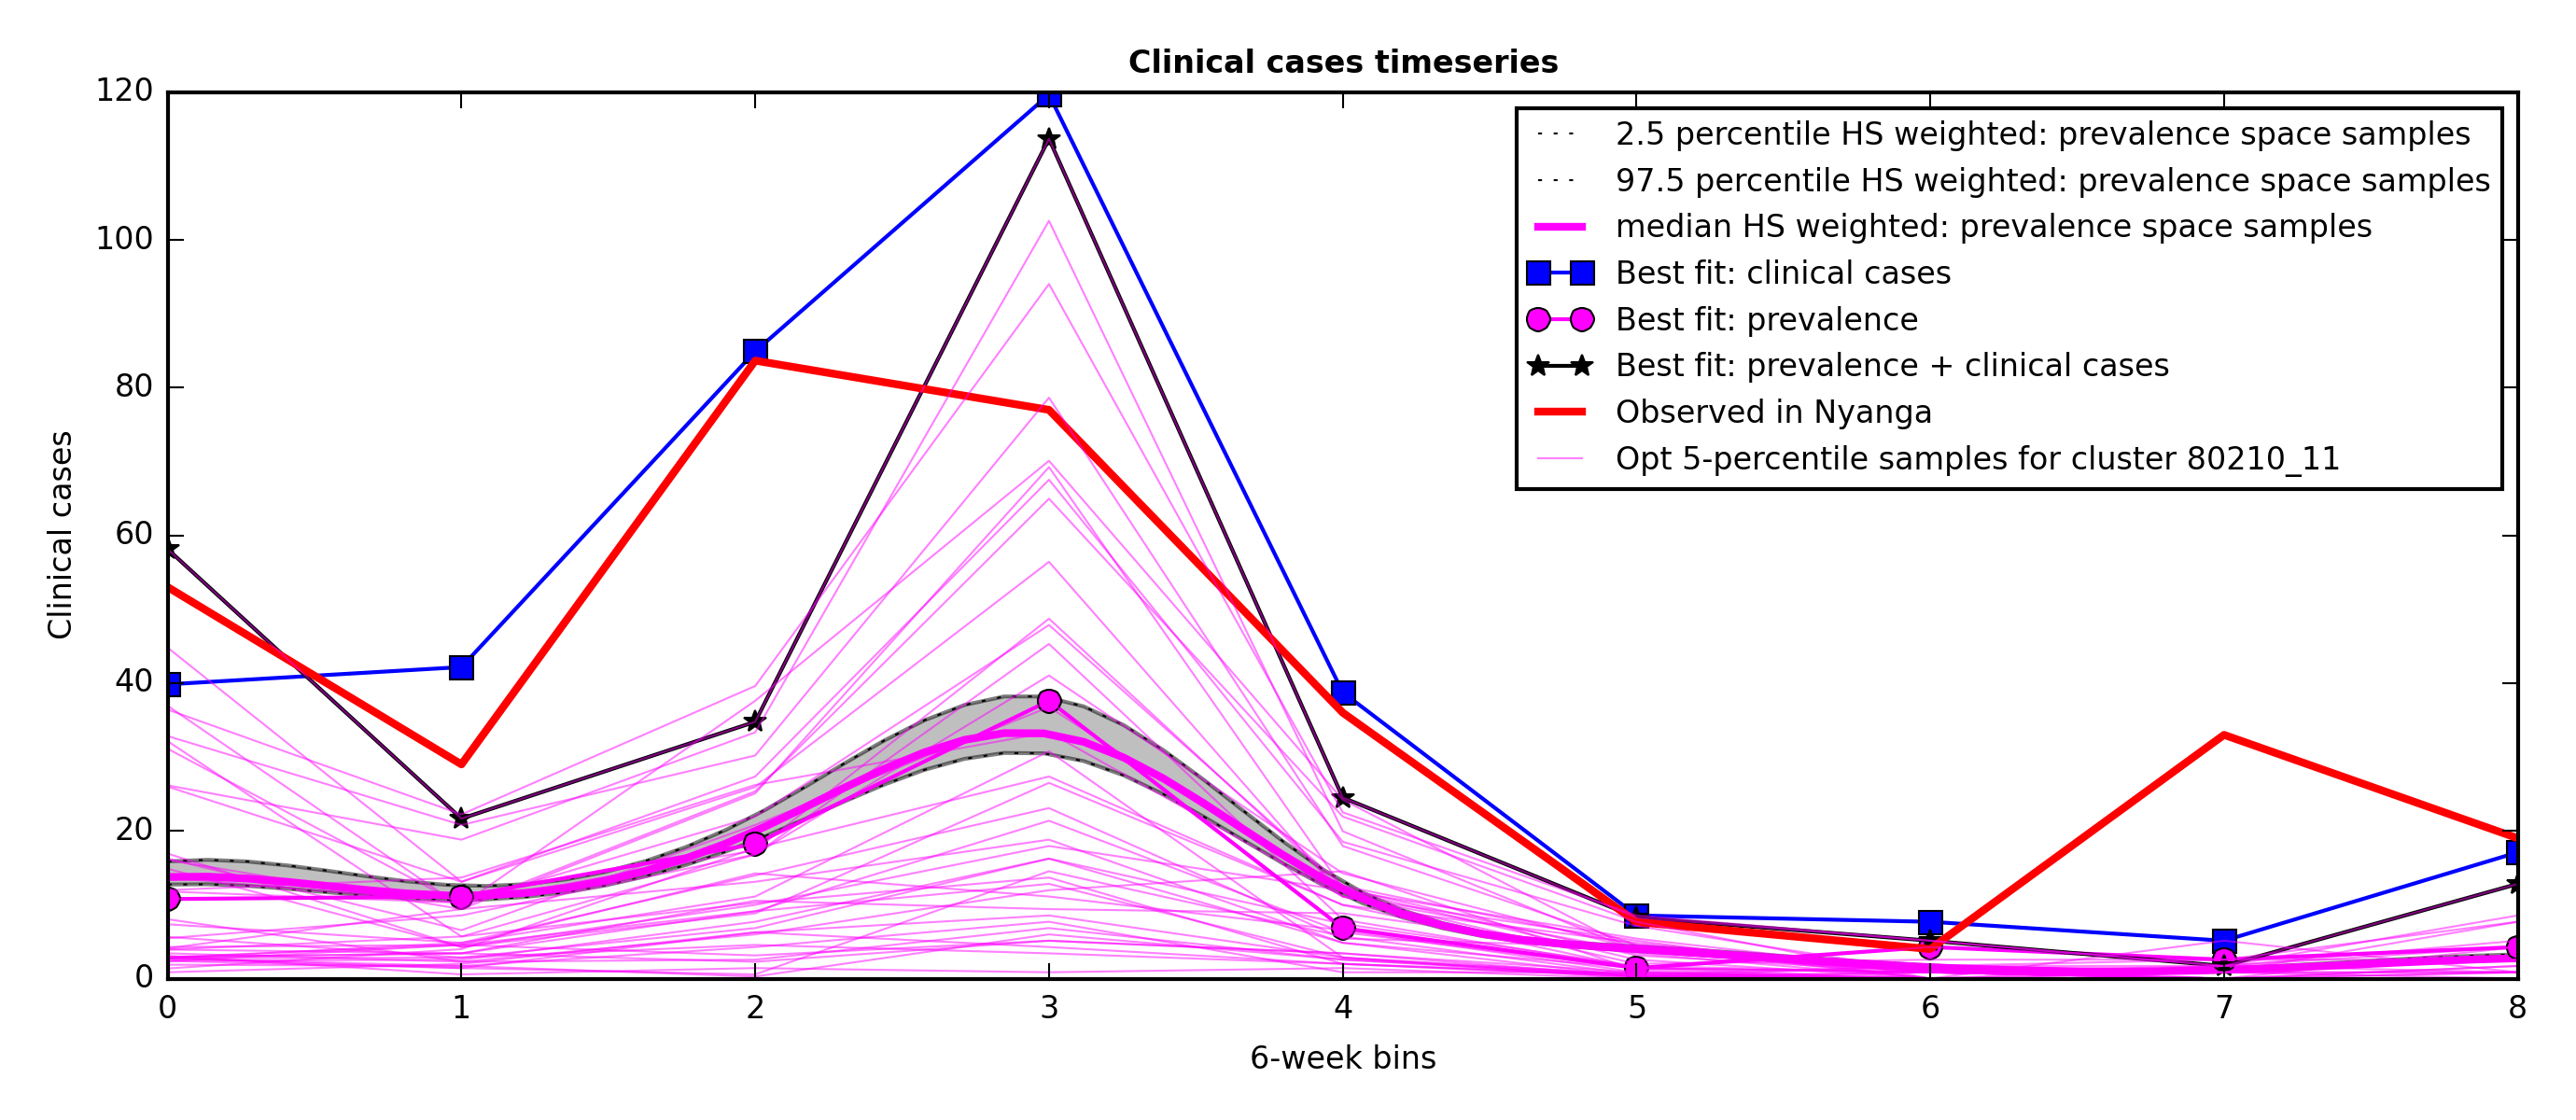 Clinical cases timeseries
120
100
80
60
40
20
0
Clinical cases
2.5 percentile HS weighted: prevalence space samples
97.5 percentile HS weighted: prevalence space samples
median HS weighted: prevalence space samples
Best fit: clinical cases
Best fit: prevalence
Best fit: prevalence + clinical cases
Observed in Nyanga
Opt 5-percentile samples for cluster 80210_11
0 1 2 3 4 5 6 7 8
6-week bins